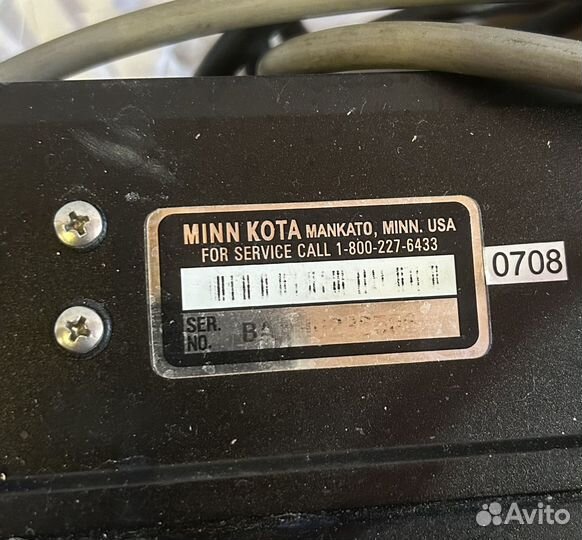 MINN KOTA MANKATO, MINN. USA
FOR SERVICE CALL 1-800-227-6433
0708
SER.
NO.
Avito